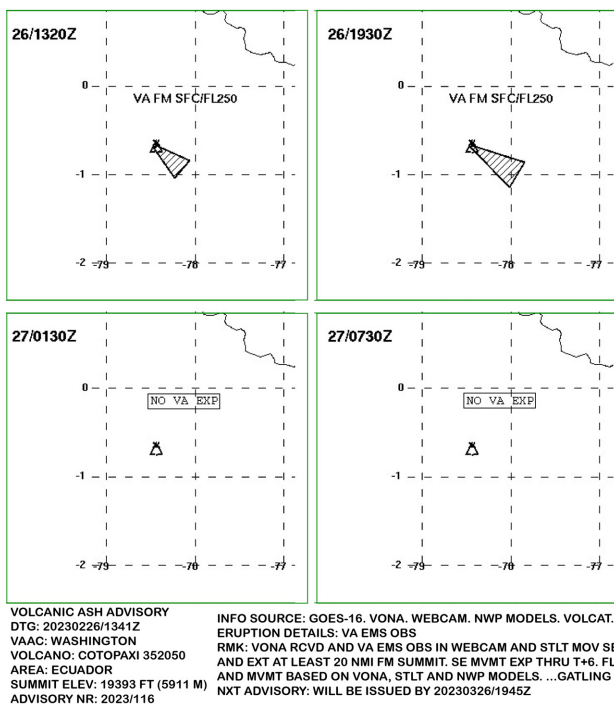 26/1320Z
0
VA FM SFC/FL250
-1
-2
-79
-78
-77
26/1930Z
0
VA FM SFC/FL250
-1
-2
-79
-78
-77
27/0130Z
0
NO VA EXP
-1
-2
-79
-78
-77
27/0730Z
0
NO VA EXP
-1
-2
-79
-78
-77
VOLCANIC ASH ADVISORY
DTG: 20230226/1341Z
VAAC: WASHINGTON
VOLCANO: COTOPAXI 352050
AREA: ECUADOR
SUMMIT ELEV: 19393 FT (5911 M)
ADVISORY NR: 2023/116
INFO SOURCE: GOES-16. VONA. WEBCAM. NWP MODELS. VOLCAT.
ERUPTION DETAILS: VA EMS OBS
RMK: VONA RCVD AND VA EMS OBS IN WEBCAM AND STLT MOV SE
AND EXT AT LEAST 20 NMI FM SUMMIT. SE MVMT EXP THRU T+6. FL
AND MVMT BASED ON VONA, STLT AND NWP MODELS. ...GATLING
NXT ADVISORY: WILL BE ISSUED BY 20230326/1945Z